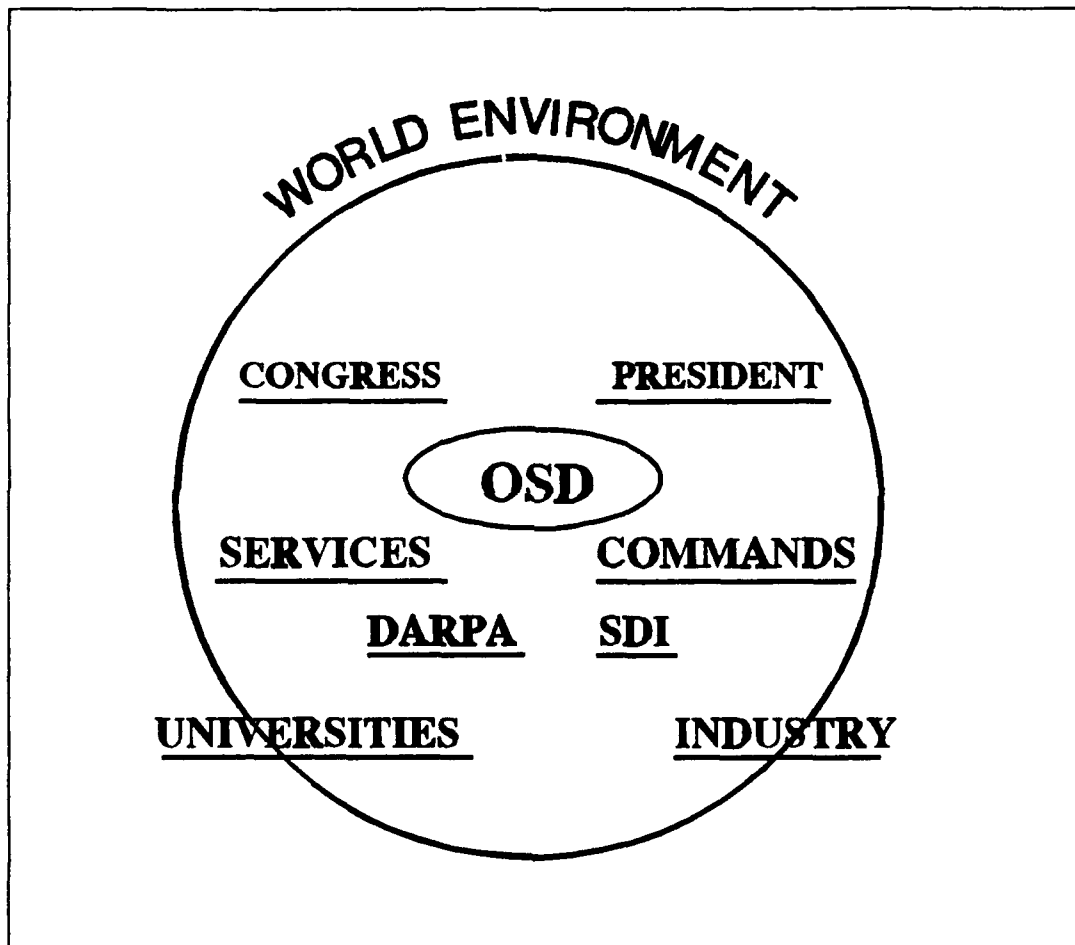 WORLD ENVIRONMENT
CONGRESS PRESIDENT
OSD
SERVICES COMMANDS
DARPA SDI
UNIVERSITIES INDUSTRY